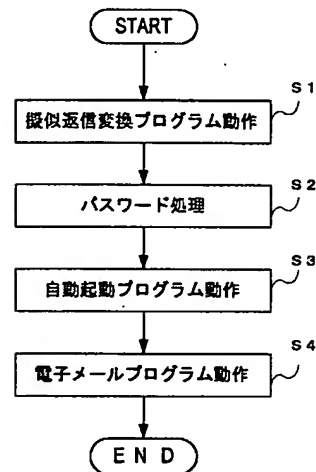 START
擬似返信変換プログラム動作
S1
パスワード処理
S2
自動起動プログラム動作
S3
電子メールプログラム動作
S4
END